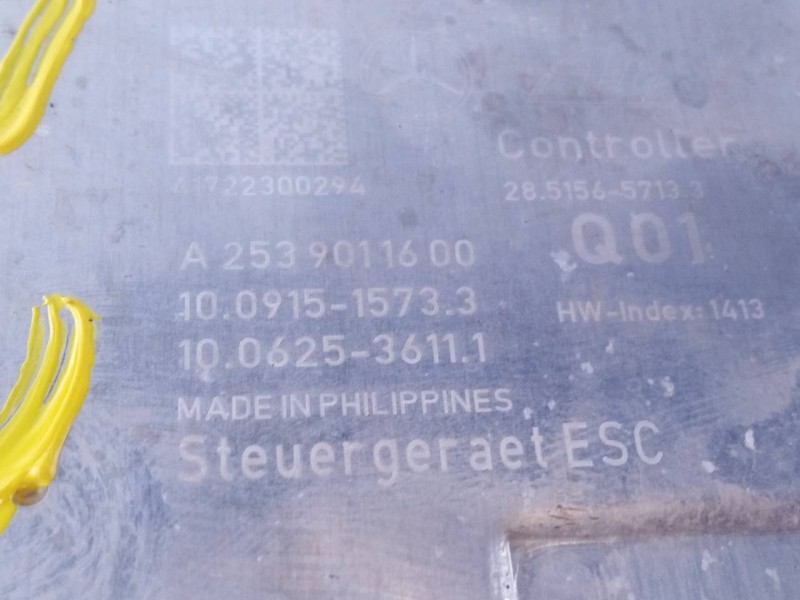 Controller
A1722300294
28.5156-5713.3
A 253 901 16 00
Q01
10.0915-1573.3
HW-Index: 1413
10.0625-3611.1
MADE IN PHILIPPINES
Steuergeraet ESC